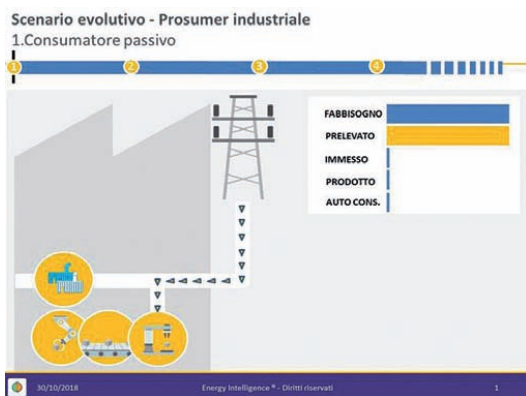 Scenario evolutivo - Prosumer industriale
1.Consumatore passivo
1 2 3 4
FABBISOGNO
PRELEVATO
IMMESSO
PRODOTTO
AUTO CONS.
30/10/2018 Energy Intelligence ® - Diritti riservati 1